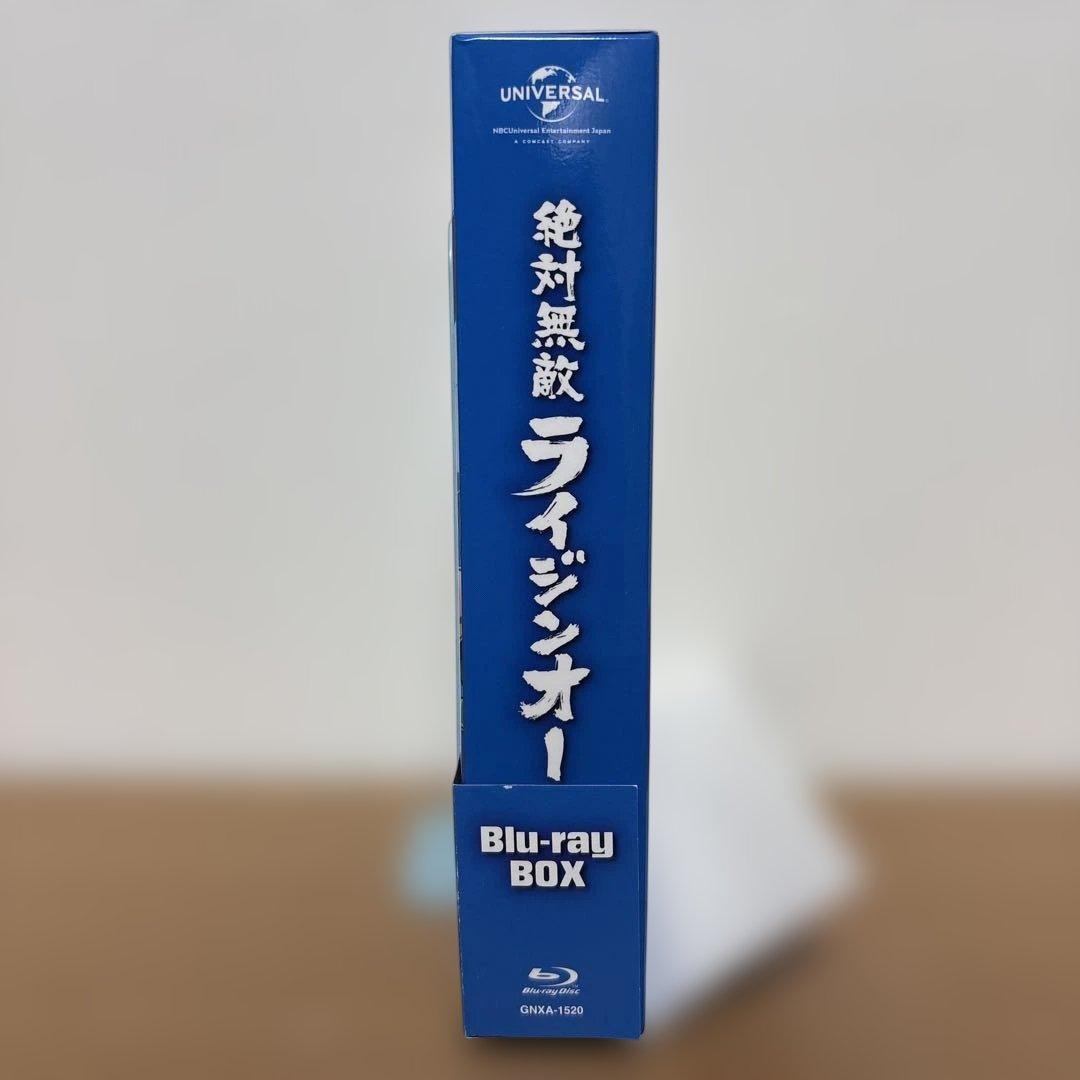 UNIVERSAL
NBCUniversal Entertainment Japan
A COMCAST COMPANY
絶対無敵ライジンオー
Blu-ray
BOX
Blu-ray Disc
GNXA-1520